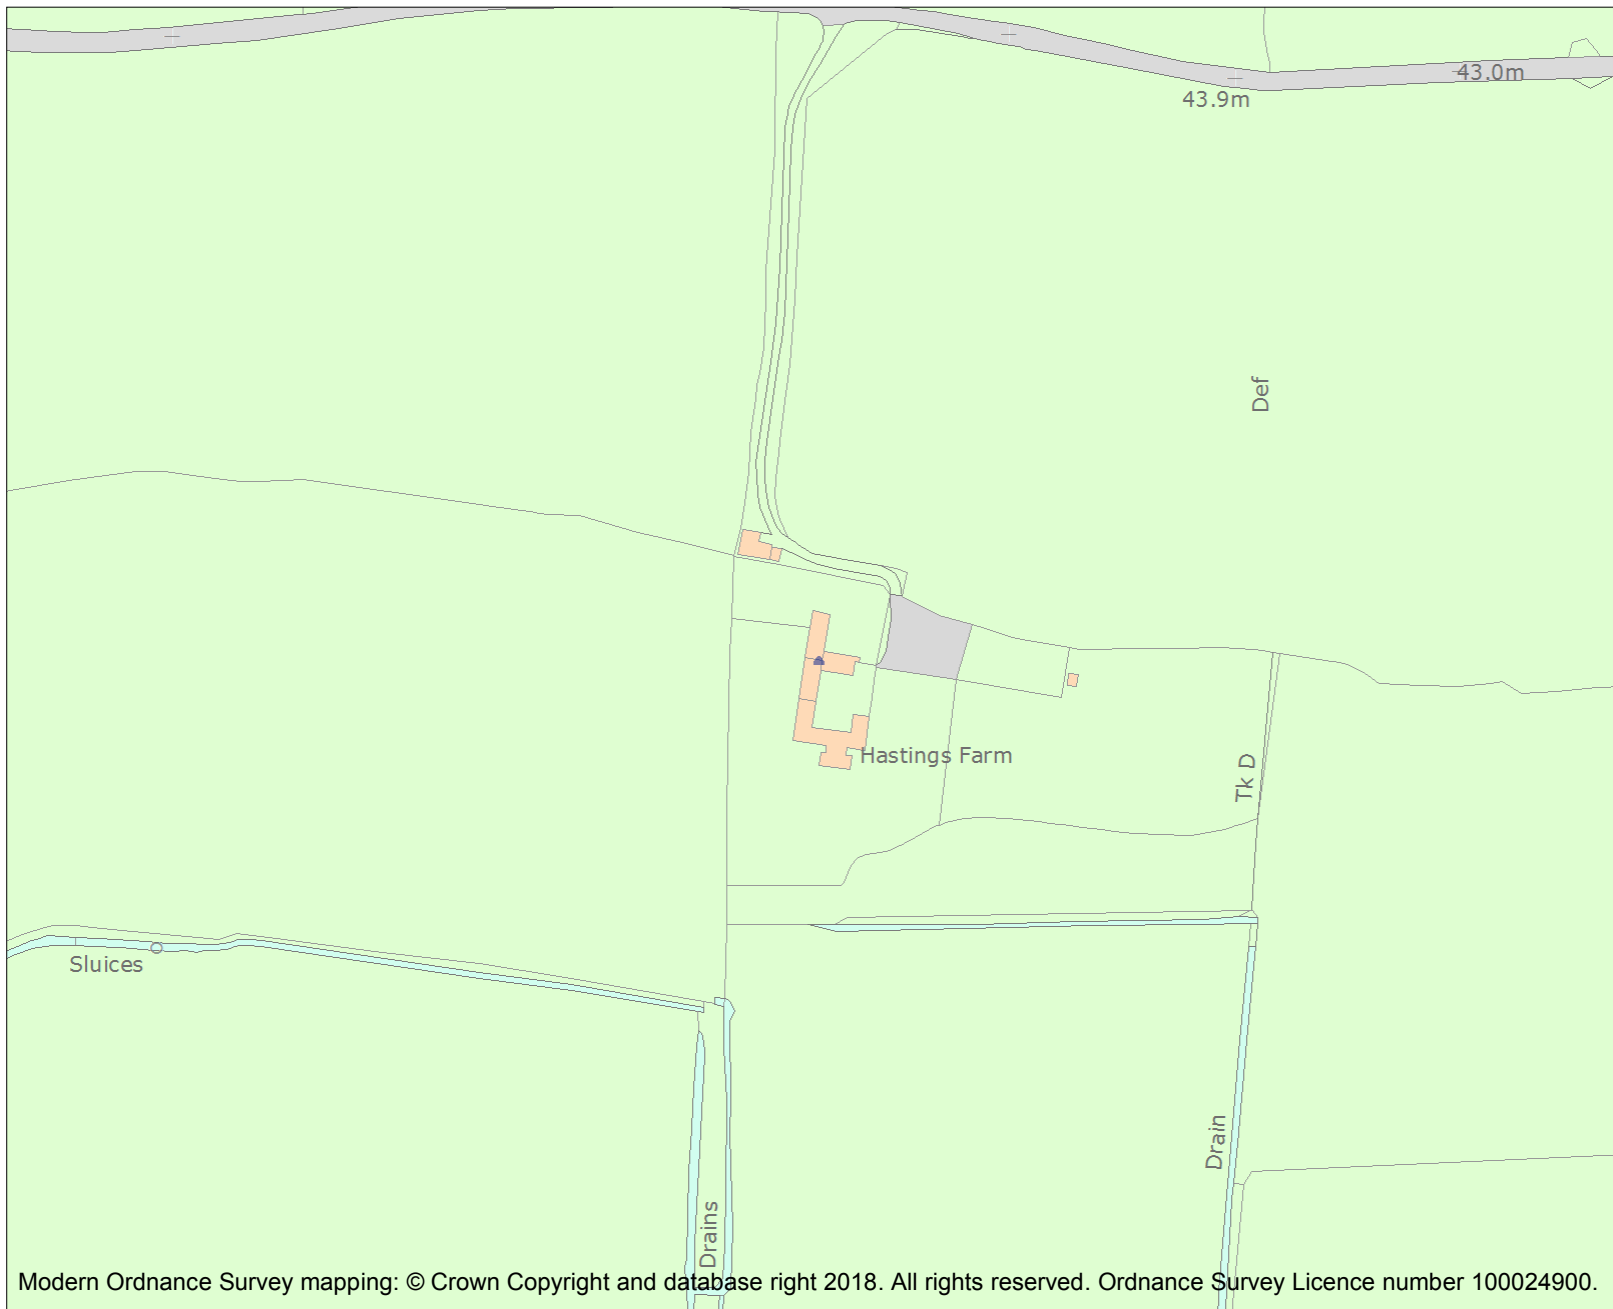 43.0m
43.9m
Def
Hastings Farm
Tk D
Sluices
Drain
Drains
Modern Ordnance Survey mapping: © Crown Copyright and database right 2018. All rights reserved. Ordnance Survey Licence number 100024900.